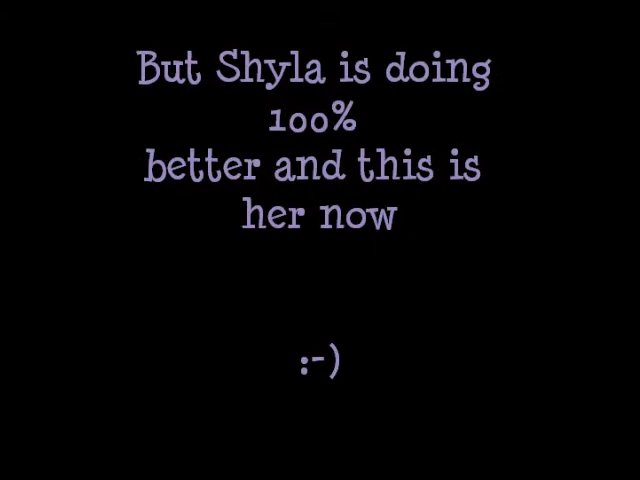 But Shyla is doing
100%
better and this is
her now
:-)